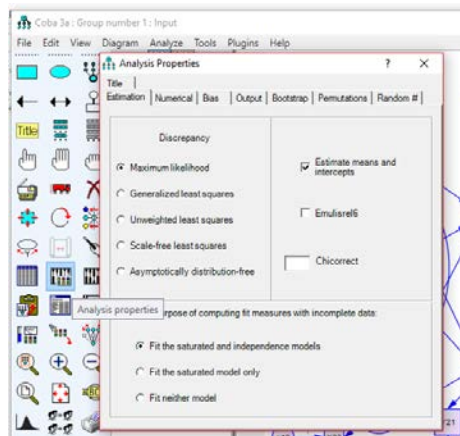 Coba 3a : Group number 1 : Input
File Edit View Diagram Analyze Tools Plugins Help
Analysis Properties
Title
Estimation Numerical Bias Output Bootstrap Permutations Random #
Discrepancy
Maximum likelihood
Generalized least squares
Unweighted least squares
Scale-free least squares
Asymptotically distribution-free
Estimate means and
intercepts
Emulisrel6
Chicorrect
Title
Analysis properties
urpose of computing fit measures with incomplete data:
Fit the saturated and independence models
Fit the saturated model only
Fit neither model